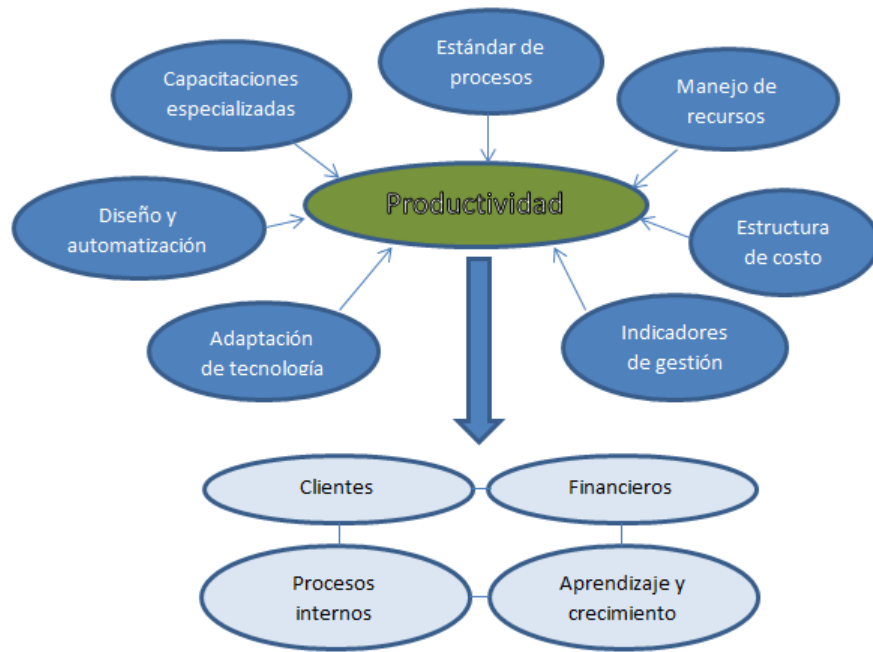 Estándar de
procesos
Capacitaciones
especializadas
Manejo de
recursos
Productividad
Diseño y
automatización
Estructura
de costo
Adaptación
de tecnología
Indicadores
de gestión
Clientes
Financieros
Procesos
internos
Aprendizaje y
crecimiento